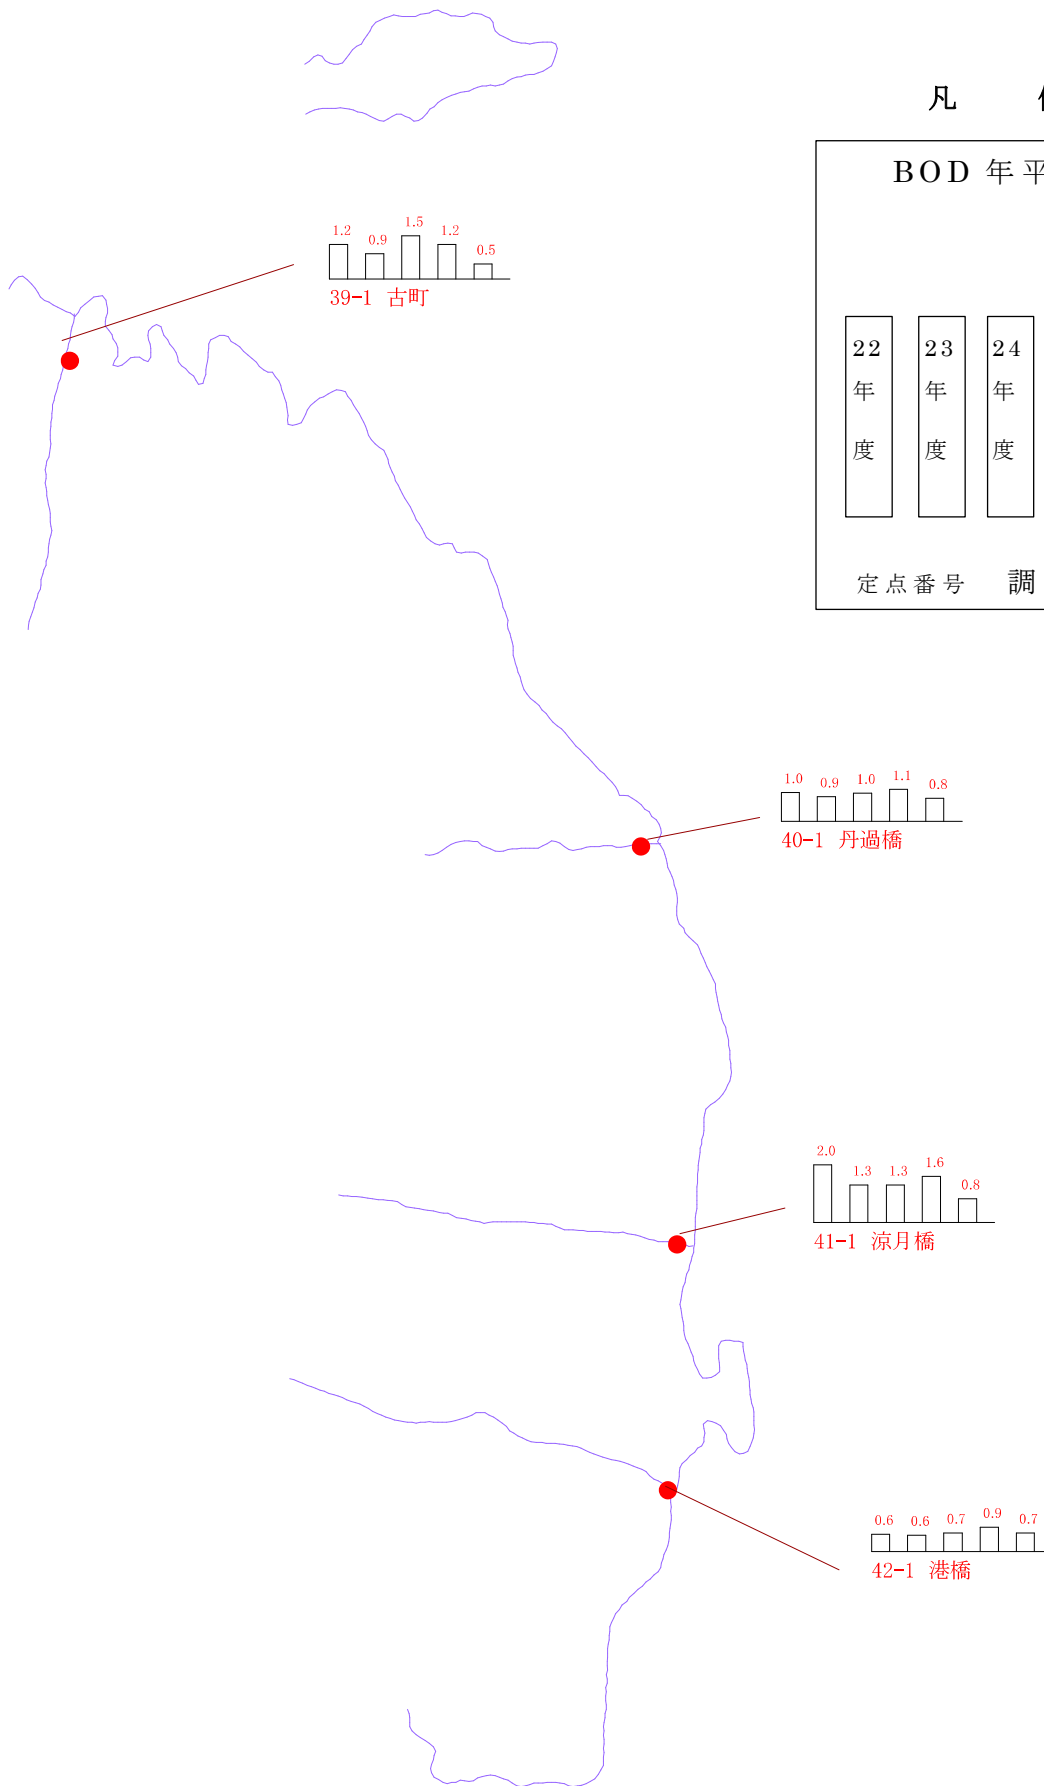 凡
BOD 年平
22 23 24
年 年 年
度 度 度
定点番号 調
1.2 0.9 1.5 1.2 0.5
39-1 古町
1.0 0.9 1.0 1.1 0.8
40-1 丹過橋
2.0 1.3 1.3 1.6 0.8
41-1 涼月橋
0.6 0.6 0.7 0.9 0.7
42-1 港橋